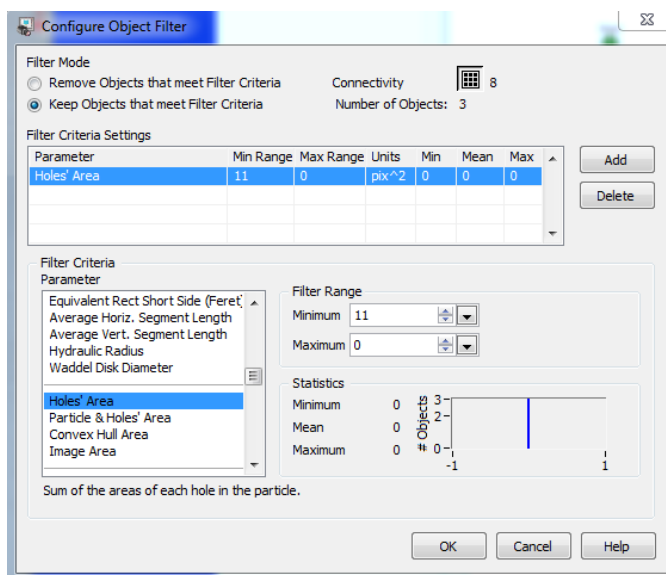 Configure Object Filter
Filter Mode
Remove Objects that meet Filter Criteria Connectivity 8
Keep Objects that meet Filter Criteria Number of Objects: 3
Filter Criteria Settings
Parameter Min Range Max Range Units Min Mean Max
Holes' Area 11 0 pix^2 0 0 0
Add
Delete
Filter Criteria
Parameter
Equivalent Rect Short Side (Feret)
Average Horiz. Segment Length
Average Vert. Segment Length
Hydraulic Radius
Waddel Disk Diameter
Holes' Area
Particle & Holes' Area
Convex Hull Area
Image Area
Filter Range
Minimum 11
Maximum 0
Statistics
Minimum 0
Mean 0
Maximum 0
# Objects
3
2
0
-1 1
Sum of the areas of each hole in the particle.
OK Cancel Help